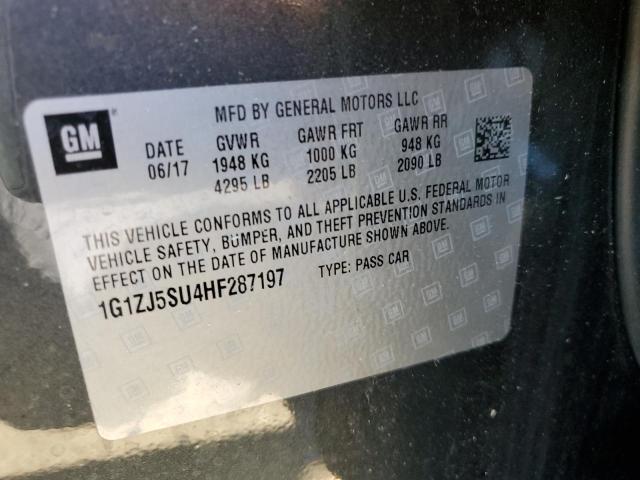 GM
MFD BY GENERAL MOTORS LLC
DATE GVWR GAWR FRT GAWR RR
06/17 1948 KG 1000 KG 948 KG
4295 LB 2205 LB 2090 LB
THIS VEHICLE CONFORMS TO ALL APPLICABLE U.S. FEDERAL MOTOR
VEHICLE SAFETY, BUMPER, AND THEFT PREVENTION STANDARDS IN
EFFECT ON THE DATE OF MANUFACTURE SHOWN ABOVE.
1G1ZJ5SU4HF287197 TYPE: PASS CAR